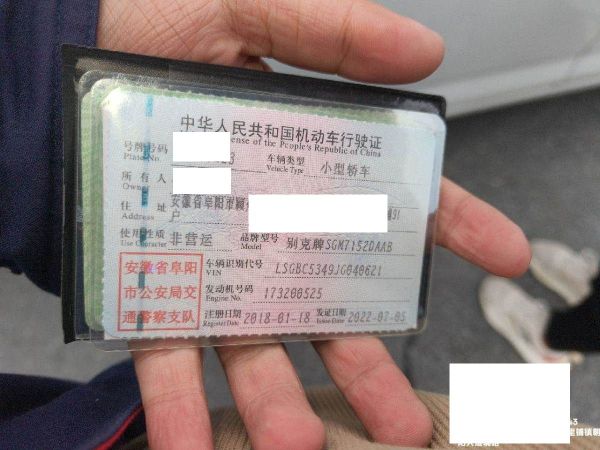 中华人民共和国机动车行驶证
ense of the People's Republic of China
号牌号码 Plate No. 3 车辆类型 Vehicle Type 小型轿车
所有人 Owner
住址 Address 安徽省阜阳市颍 31
户
使用性质 Use Character 非营运 品牌型号 Model 别克牌SGM7152DAAB
车辆识别代号 VIN LSGBC5349JG040621
发动机号码 Engine No. 173200525
注册日期 Register Date 2018-01-18 发证日期 Issue Date 2022-03-05
安徽省阜阳
市公安局交
通警察支队